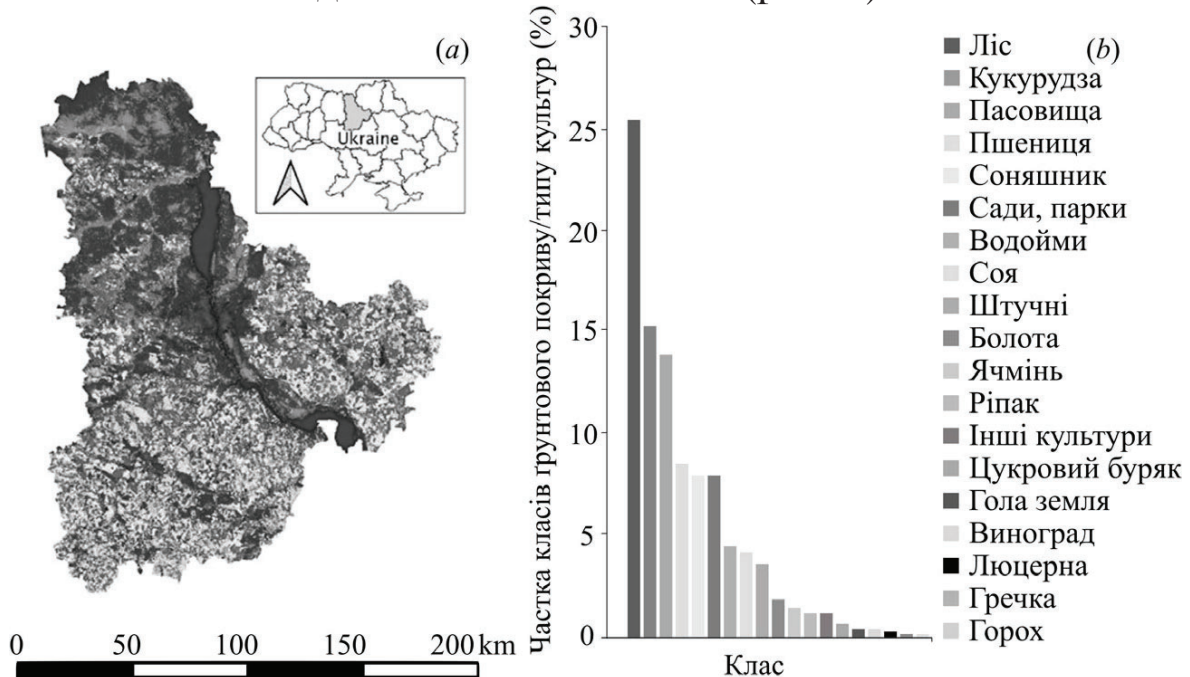 (a)
Ukraine
0 50 100 150 200 km
Частка класів ґрунтового покриву/типу культур (%)
30
25
20
15
10
5
0
Клас
(b)
Ліс
Кукурудза
Пасовища
Пшениця
Соняшник
Сади, парки
Водойми
Соя
Штучні
Болота
Ячмінь
Ріпак
Інші культури
Цукровий буряк
Гола земля
Виноград
Люцерна
Гречка
Горох